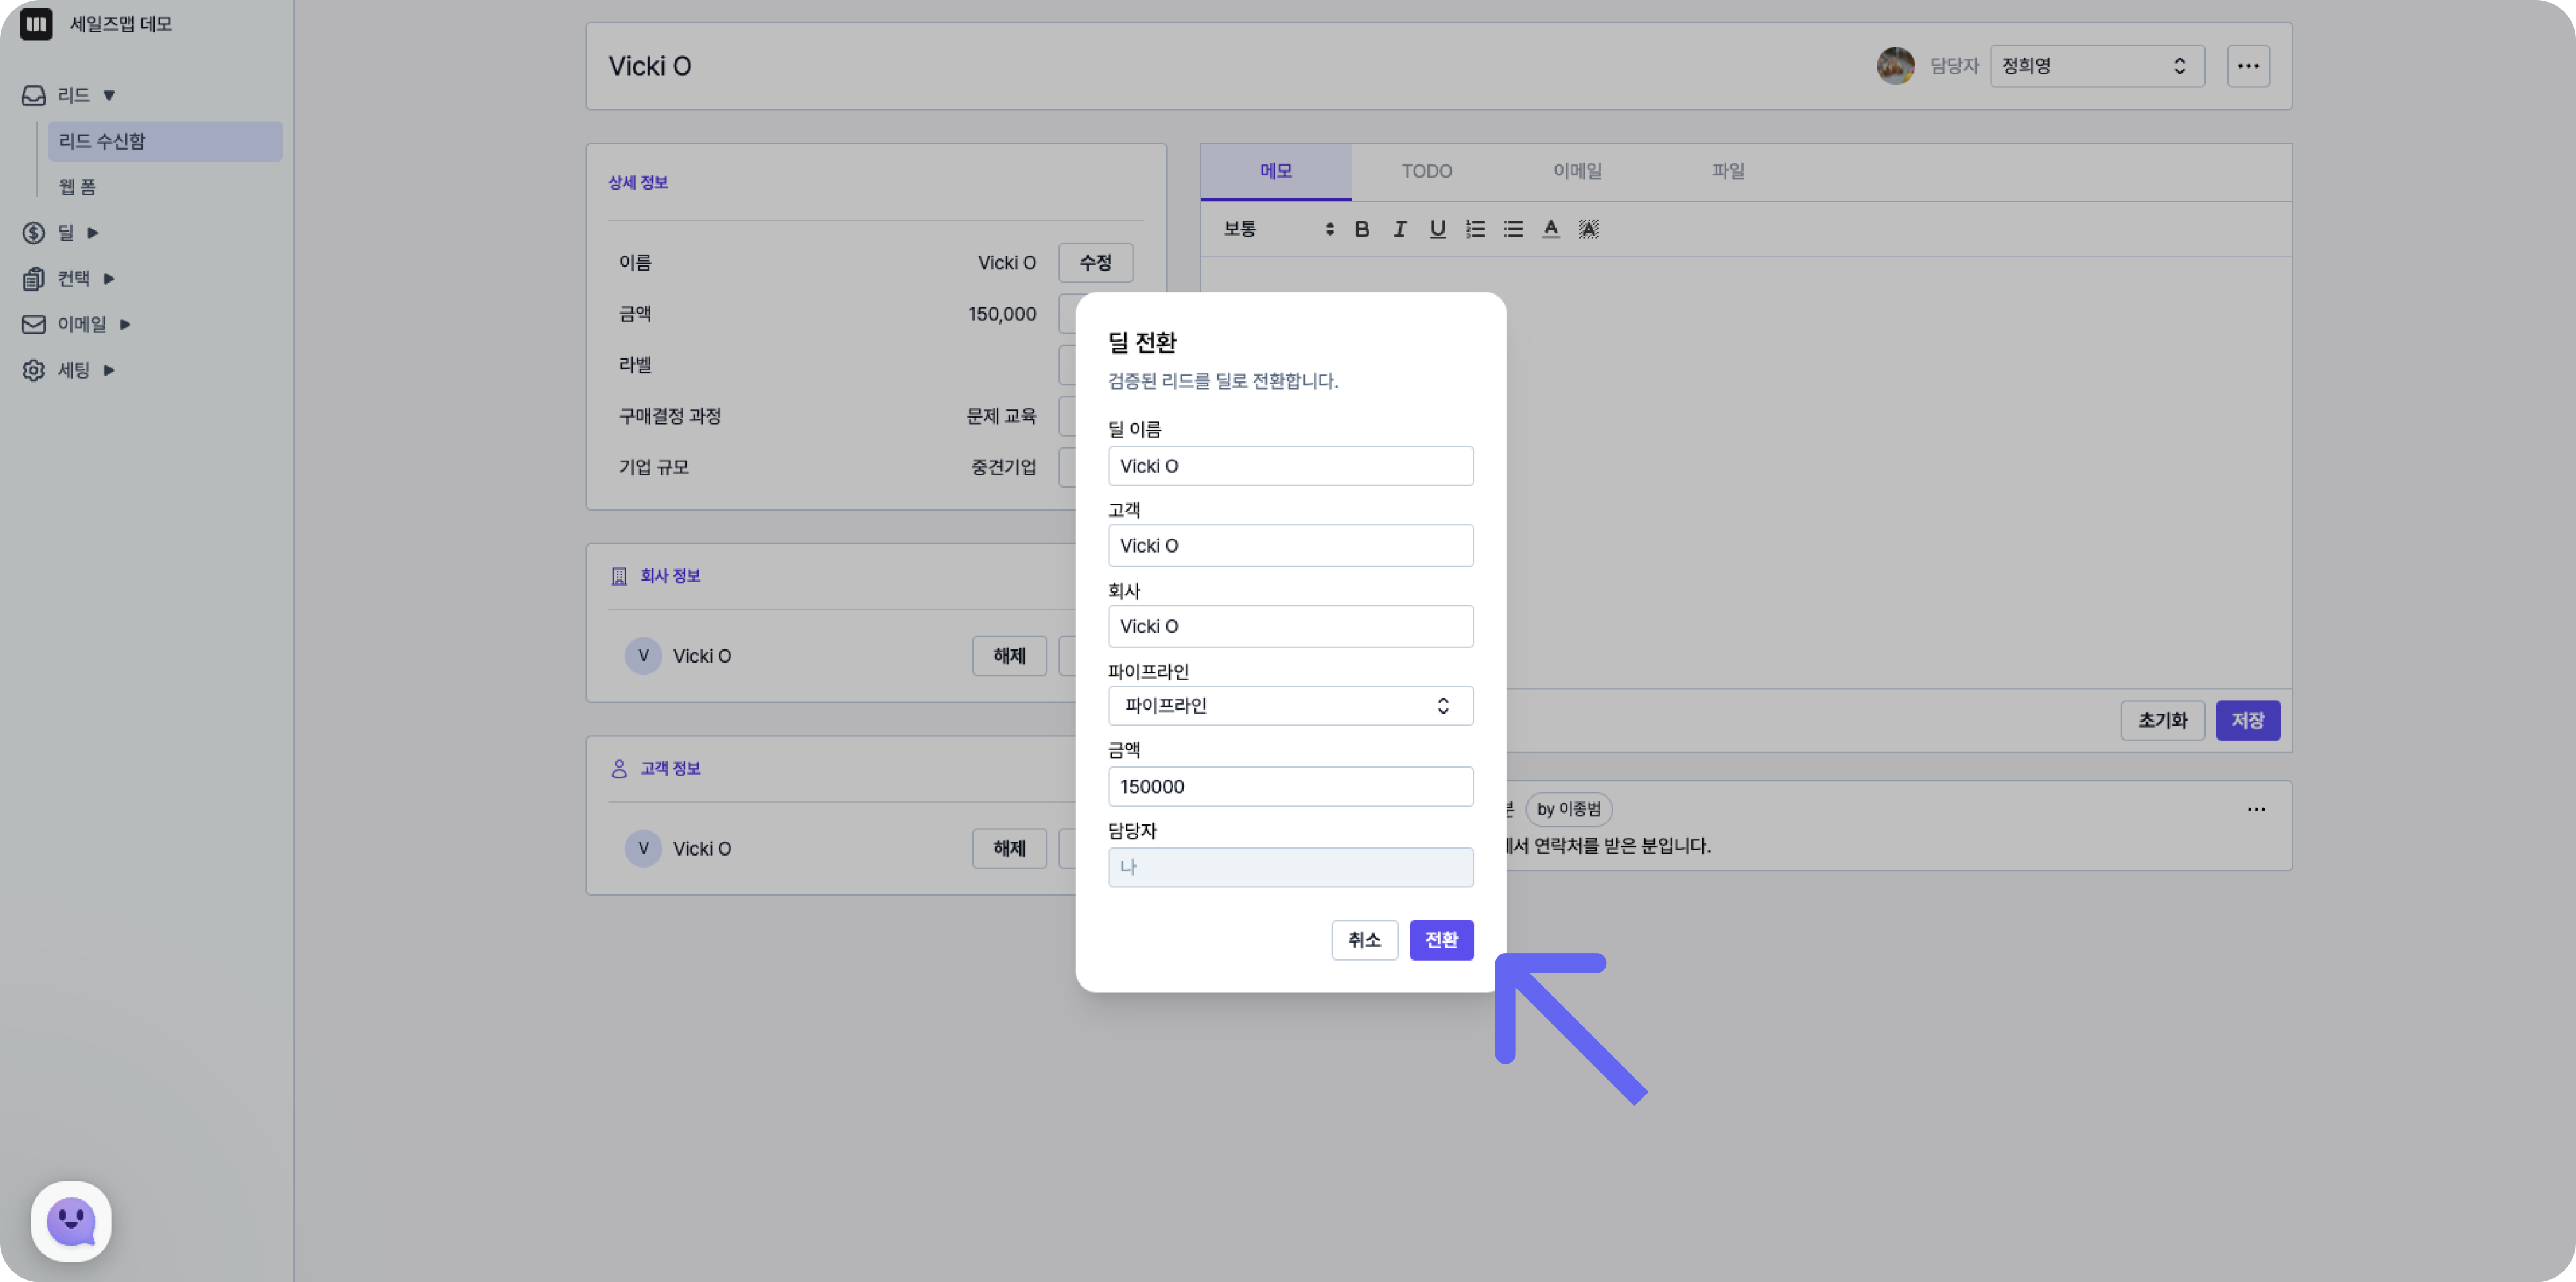 세일즈맵 데모
리드 ▼
리드 수신함
웹 폼
딜 ▶
컨택 ▶
이메일 ▶
세팅 ▶
Vicki O
담당자
정희영
상세 정보
이름 Vicki O 수정
금액 150,000
라벨
구매결정 과정 문제 교육
기업 규모 중견기업
회사 정보
V Vicki O 해제
고객 정보
V Vicki O 해제
메모 TODO 이메일 파일
보통
초기화 저장
by 이종범
서 연락처를 받은 분입니다.
딜 전환
검증된 리드를 딜로 전환합니다.
딜 이름
Vicki O
고객
Vicki O
회사
Vicki O
파이프라인
파이프라인
금액
150000
담당자
나
취소 전환